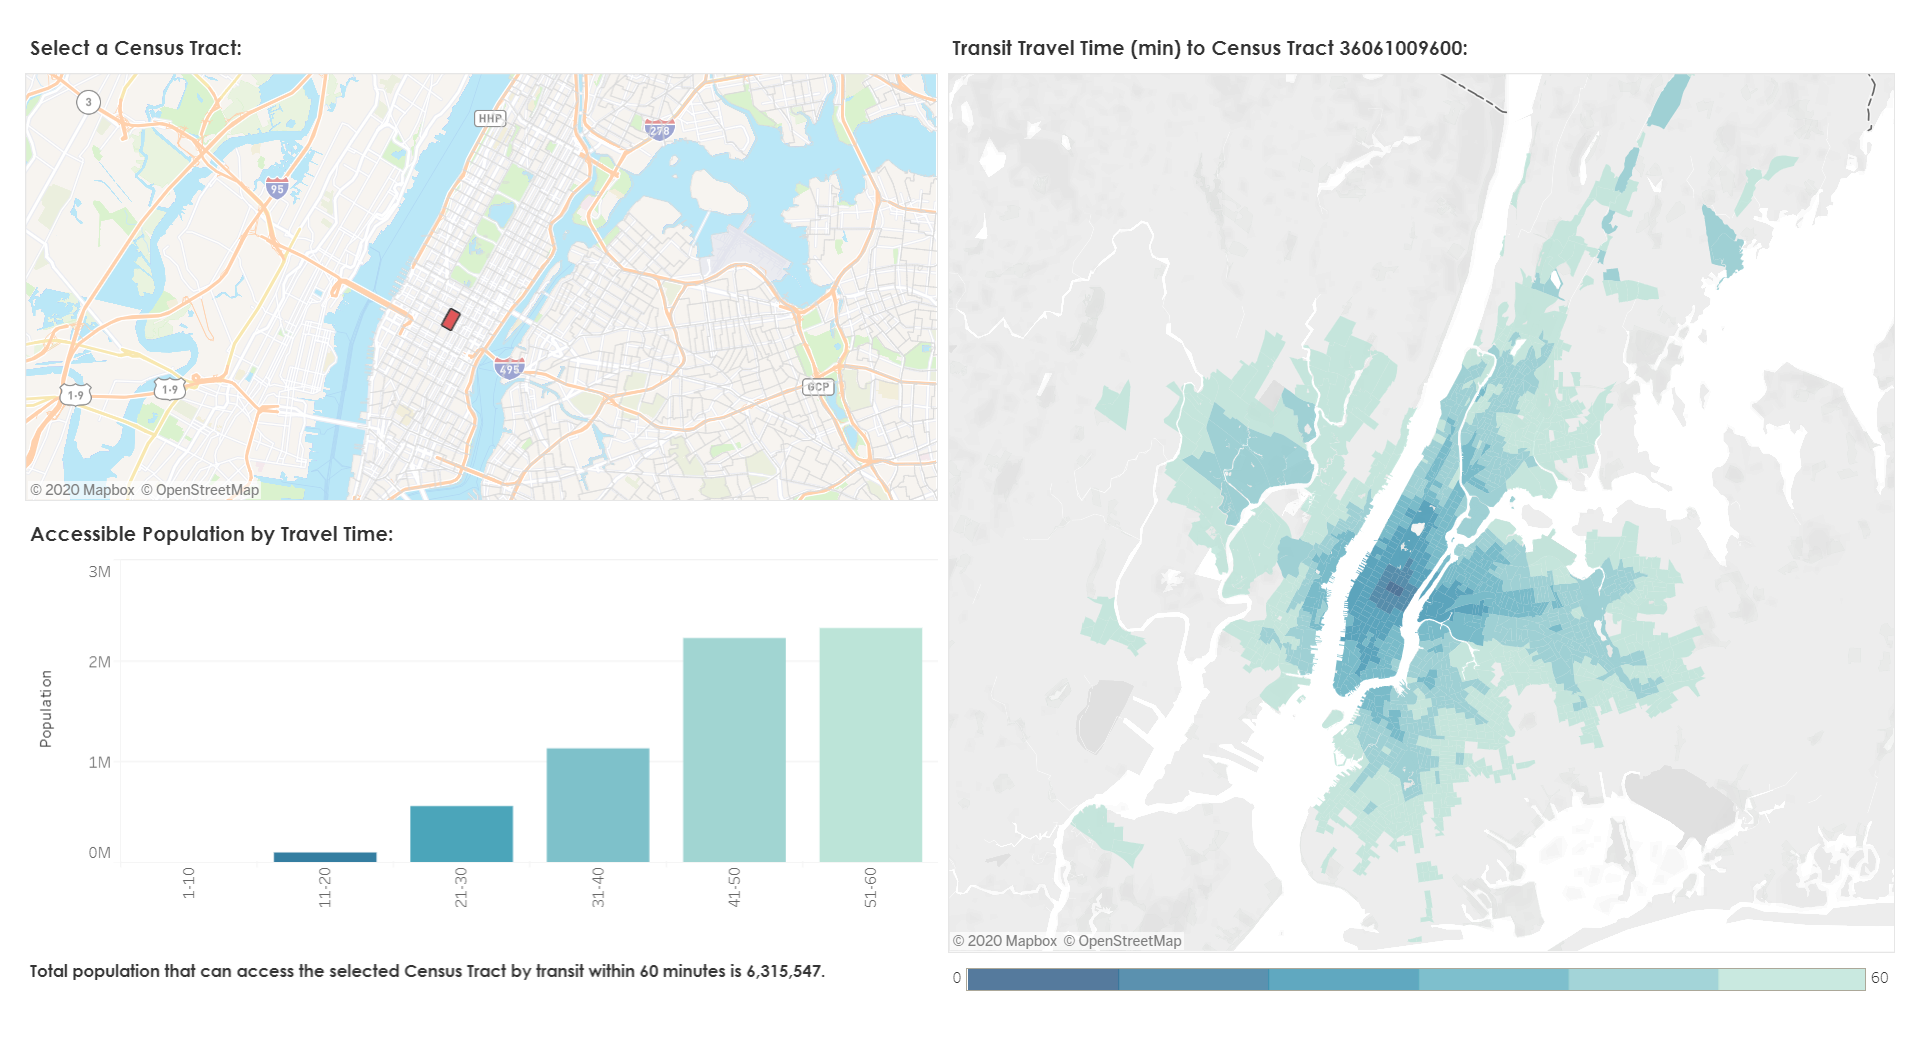 Select a Census Tract:
3
HHP
278
95
495
1-9
1-9
GCP
© 2020 Mapbox © OpenStreetMap
Accessible Population by Travel Time:
3M
2M
1M
0M
Population
1-10
11-20
21-30
31-40
41-50
51-60
Total population that can access the selected Census Tract by transit within 60 minutes is 6,315,547.
Transit Travel Time (min) to Census Tract 36061009600:
© 2020 Mapbox © OpenStreetMap
0
60